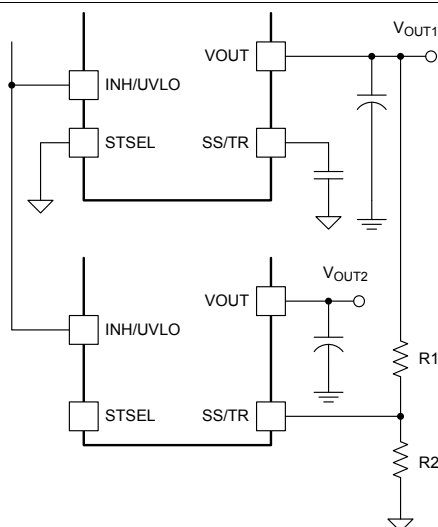 VOUT1
VOUT
INH/UVLO
STSEL
SS/TR
VOUT2
VOUT
INH/UVLO
R1
STSEL
SS/TR
R2